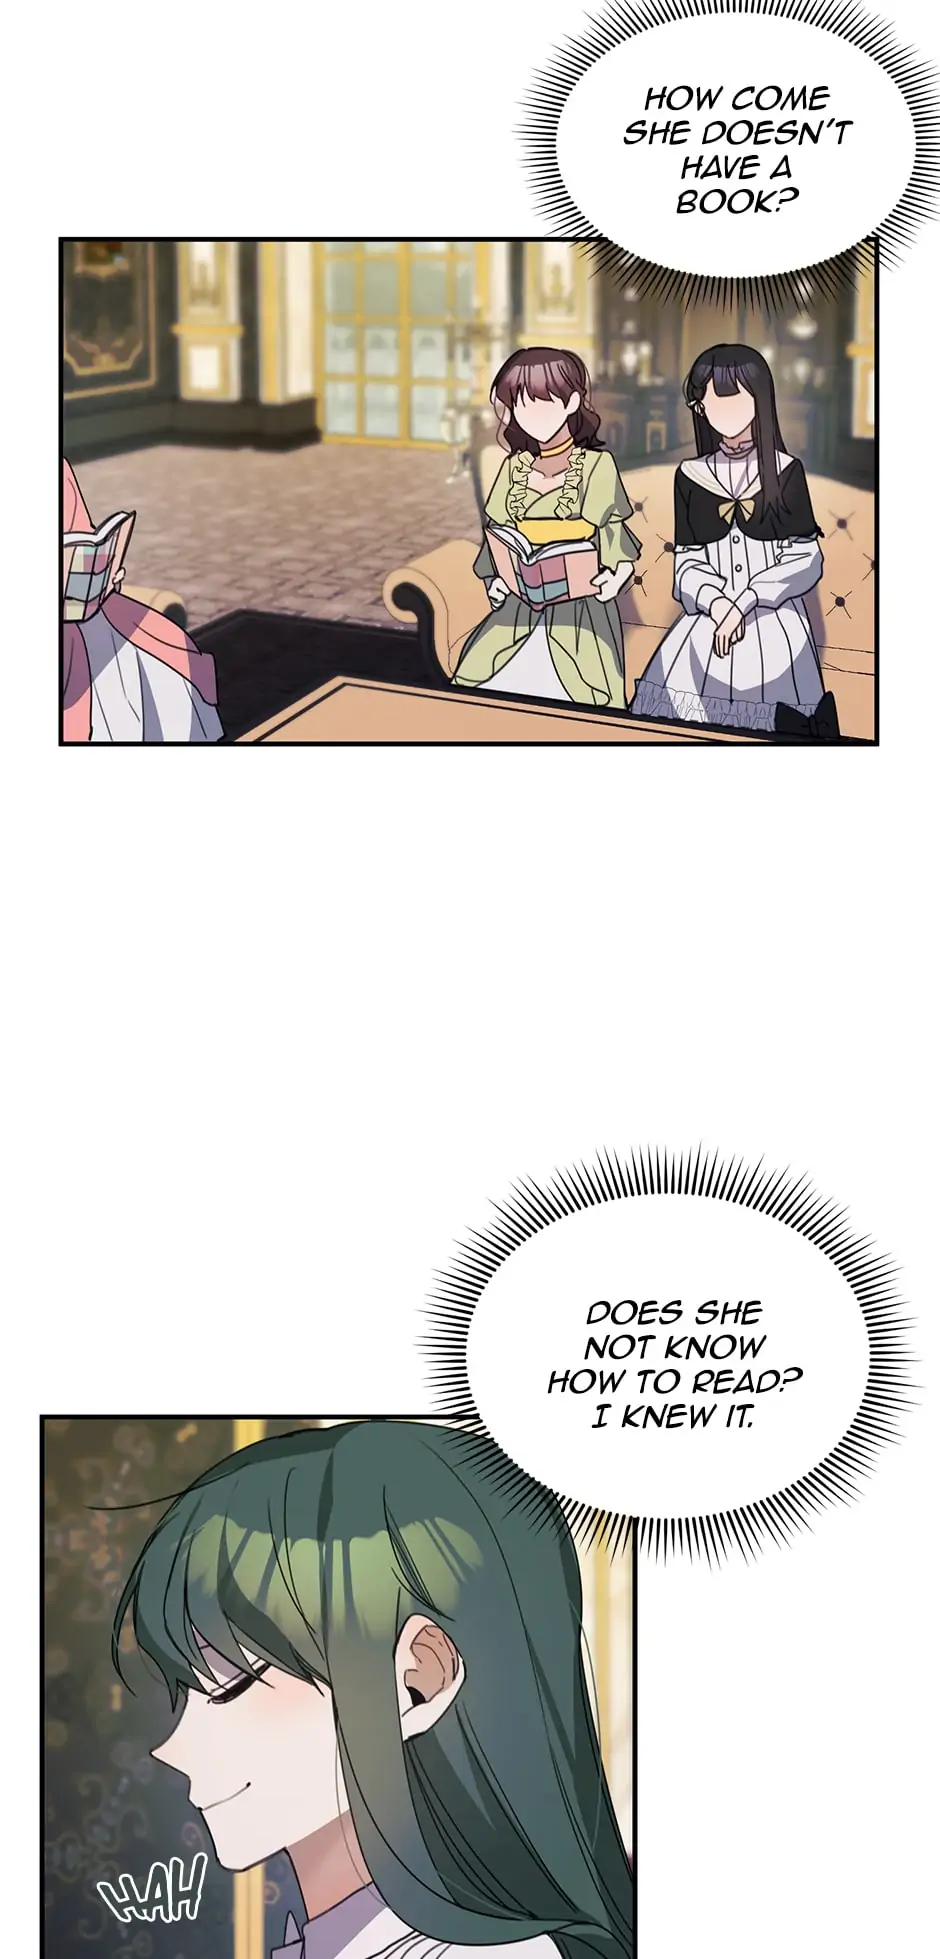 HOW COME
SHE DOESN'T
HAVE A
BOOK?
DOES SHE
NOT KNOW
HOW TO READ?
I KNEW IT.
HAH